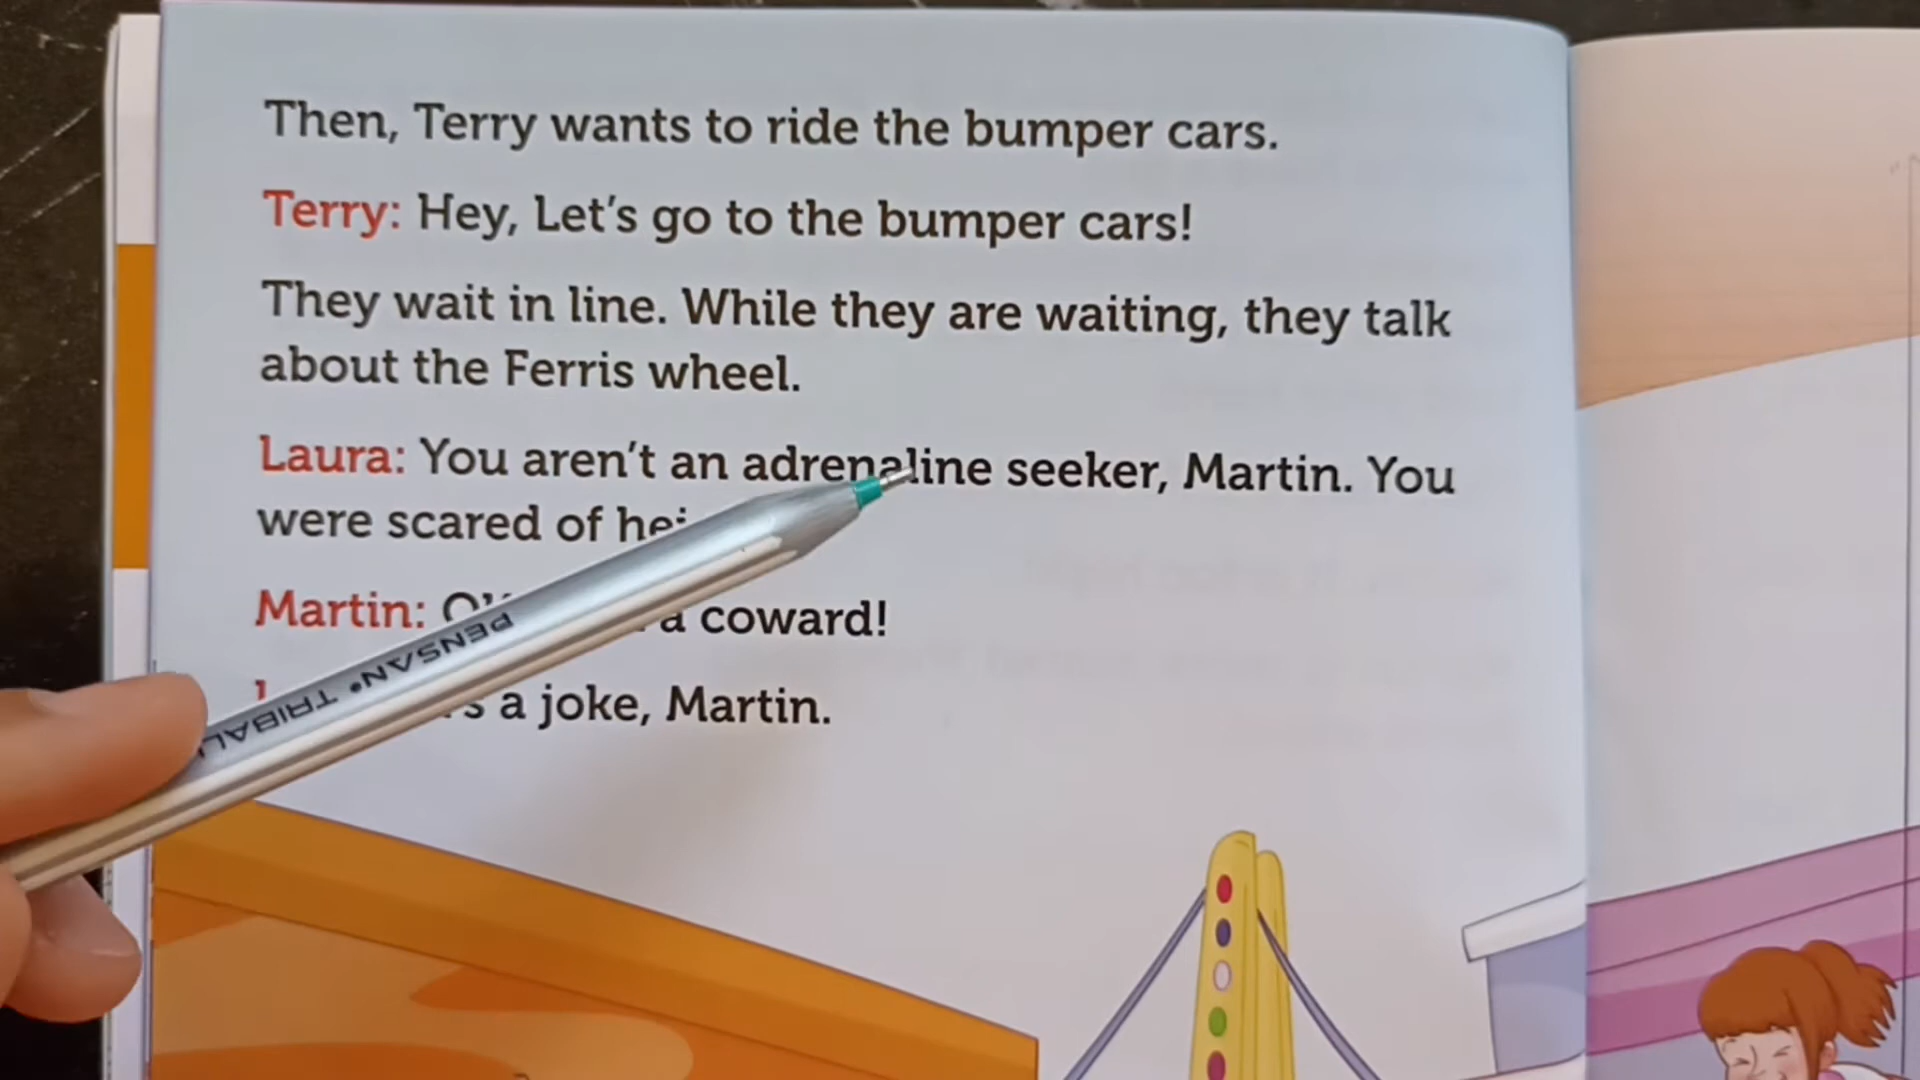 Then, Terry wants to ride the bumper cars.
Terry: Hey, Let's go to the bumper cars!
They wait in line. While they are waiting, they talk
about the Ferris wheel.
Laura: You aren't an adrenaline seeker, Martin. You
were scared of
Martin: a coward!
a joke, Martin.
PENSAN TRIBALL